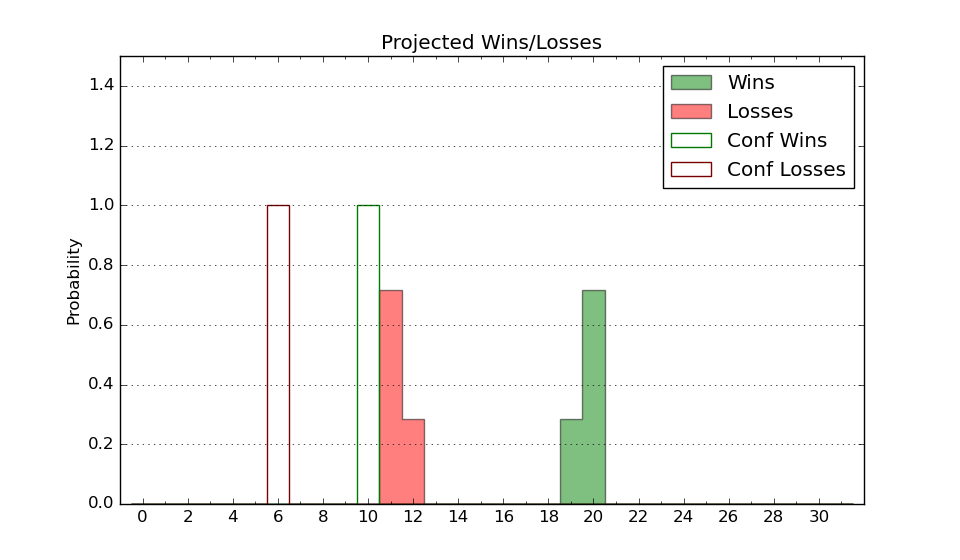 Projected Wins/Losses
Wins
Losses
Conf Wins
Conf Losses
Probability
1.4
1.2
1.0
0.8
0.6
0.4
0.2
0.0
0 2 4 6 8 10 12 14 16 18 20 22 24 26 28 30